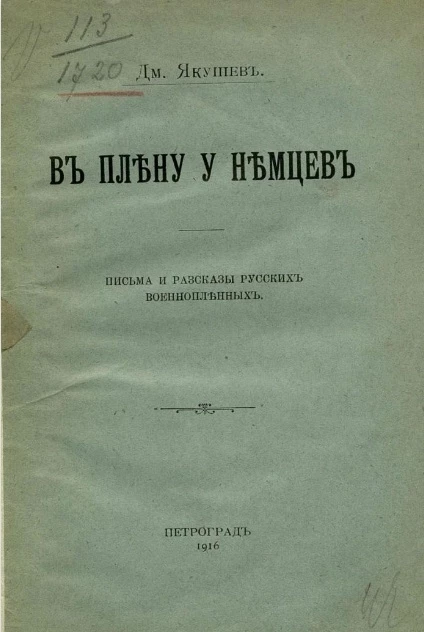 113
1720
Дм. Якушевъ.
ВЪ ПЛѢНУ У НѢМЦЕВЪ
ПИСЬМА И РАЗСКАЗЫ РУССКИХЪ
ВОЕННОПЛѢННЫХЪ.
ПЕТРОГРАДЪ
1916